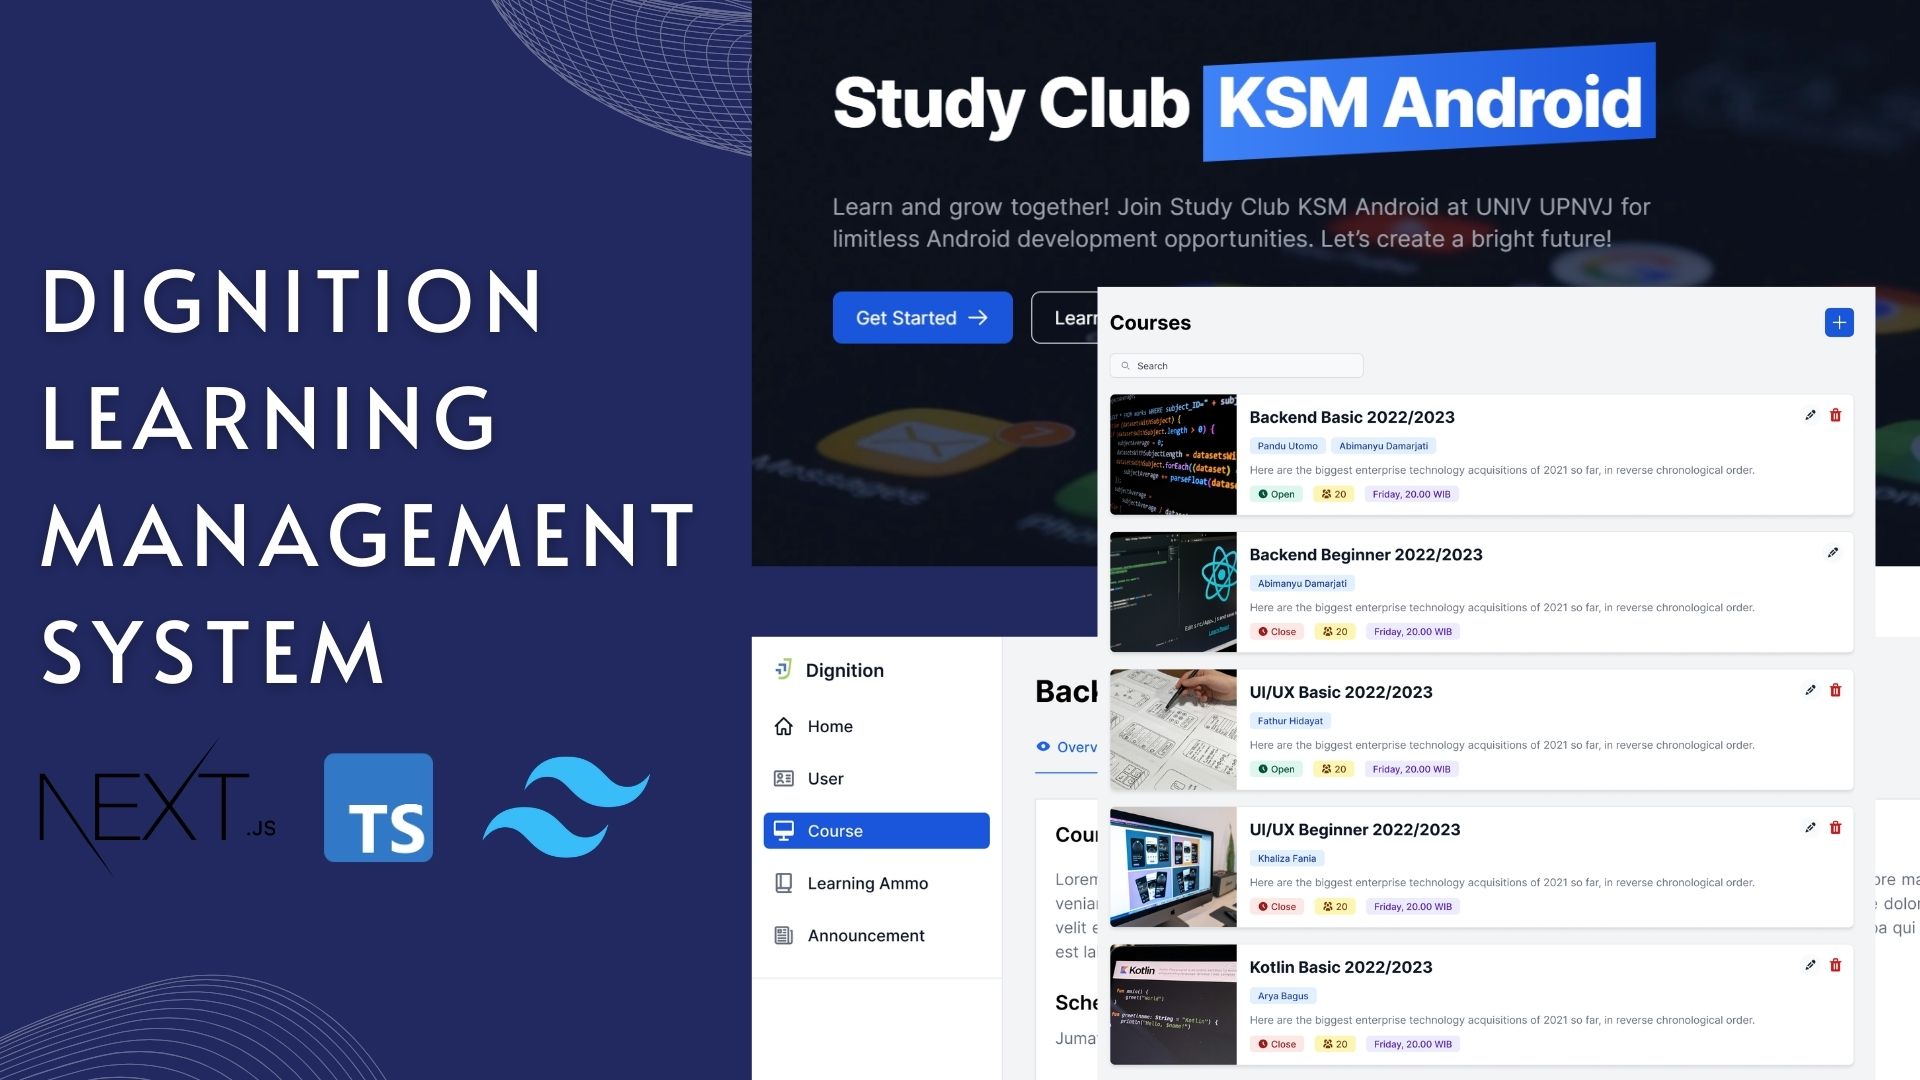 DIGNITION
LEARNING
MANAGEMENT
SYSTEM
NEXT.JS
TS
Study Club KSM Android
Learn and grow together! Join Study Club KSM Android at UNIV UPNVJ for
limitless Android development opportunities. Let's create a bright future!
Get Started
Messages
Dignition
Home
User
Course
Learning Ammo
Announcement
Courses
Search
Backend Basic 2022/2023
Pandu Utomo Abimanyu Damarjati
Here are the biggest enterprise technology acquisitions of 2021 so far, in reverse chronological order.
Open 20 Friday, 20.00 WIB
Backend Beginner 2022/2023
Abimanyu Damarjati
Here are the biggest enterprise technology acquisitions of 2021 so far, in reverse chronological order.
Close 20 Friday, 20.00 WIB
UI/UX Basic 2022/2023
Fathur Hidayat
Here are the biggest enterprise technology acquisitions of 2021 so far, in reverse chronological order.
Open 20 Friday, 20.00 WIB
UI/UX Beginner 2022/2023
Khaliza Fania
Here are the biggest enterprise technology acquisitions of 2021 so far, in reverse chronological order.
Close 20 Friday, 20.00 WIB
Kotlin
Kotlin Basic 2022/2023
Arya Bagus
Here are the biggest enterprise technology acquisitions of 2021 so far, in reverse chronological order.
Close 20 Friday, 20.00 WIB